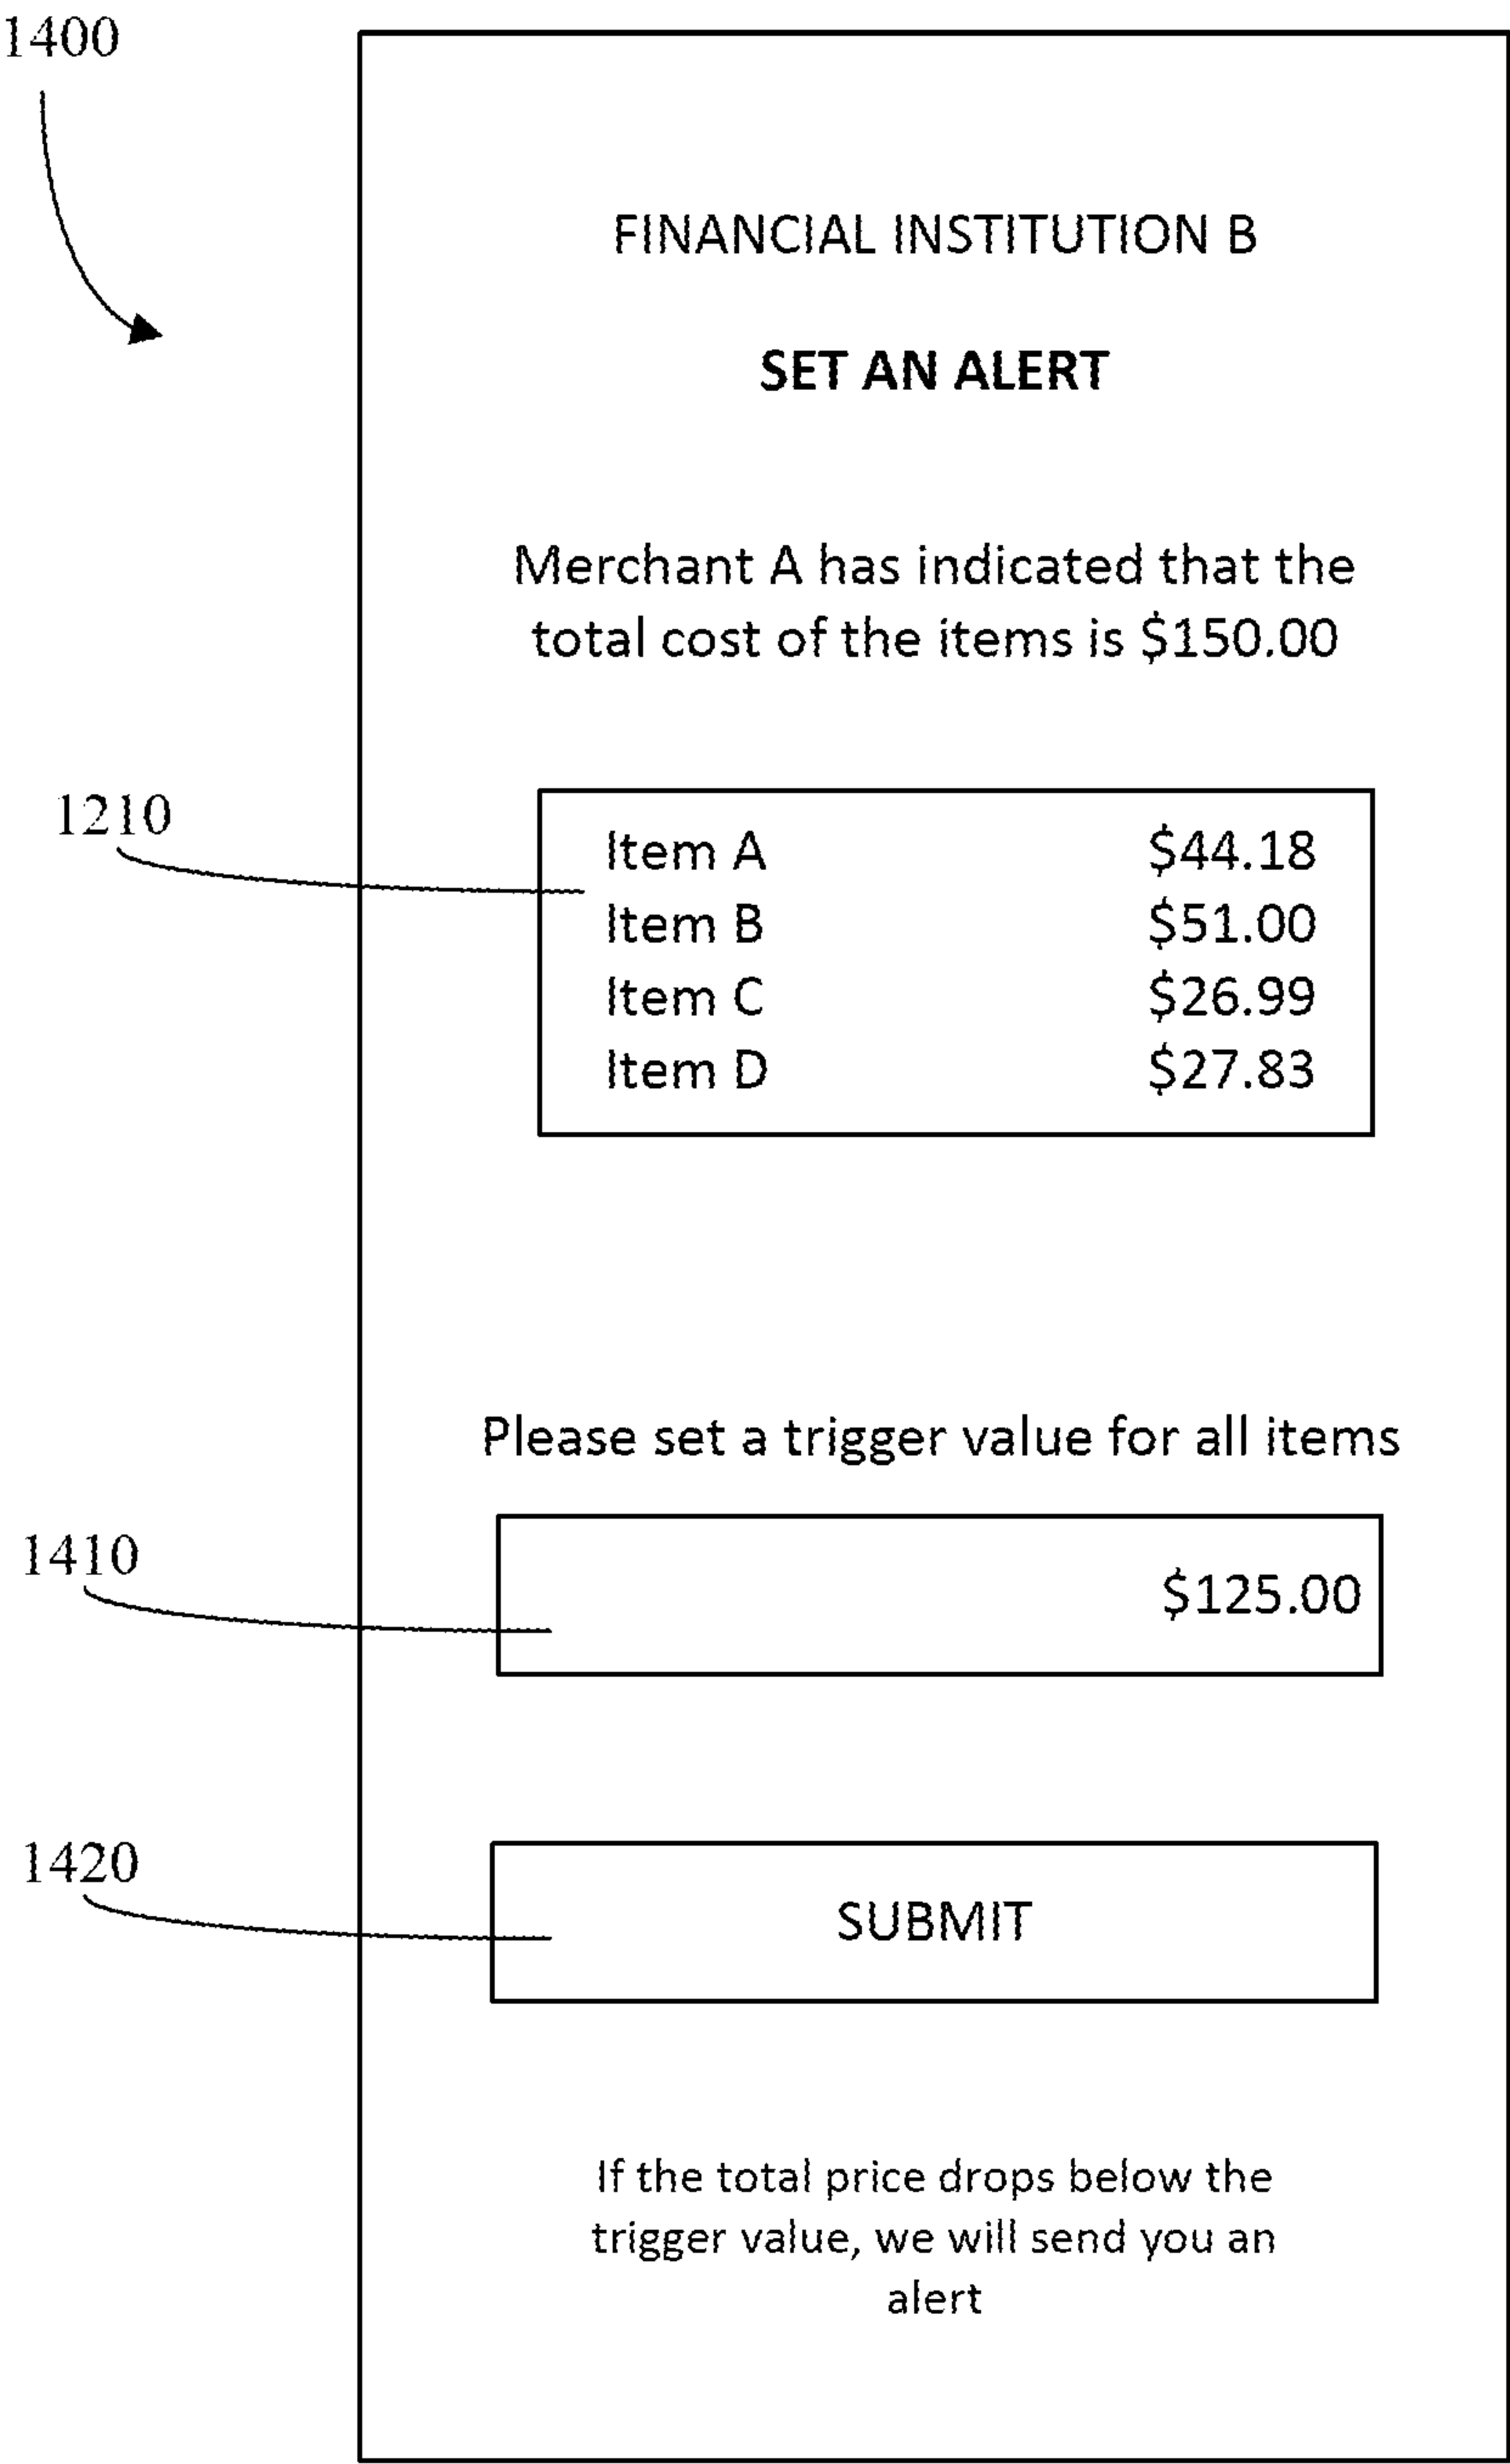 1400
FINANCIAL INSTITUTION B
SET AN ALERT
Merchant A has indicated that the
total cost of the items is $150.00
1210
Item A $44.18
Item B $51.00
Item C $26.99
Item D $27.83
Please set a trigger value for all items
1410
$125.00
1420
SUBMIT
If the total price drops below the
trigger value, we will send you an
alert